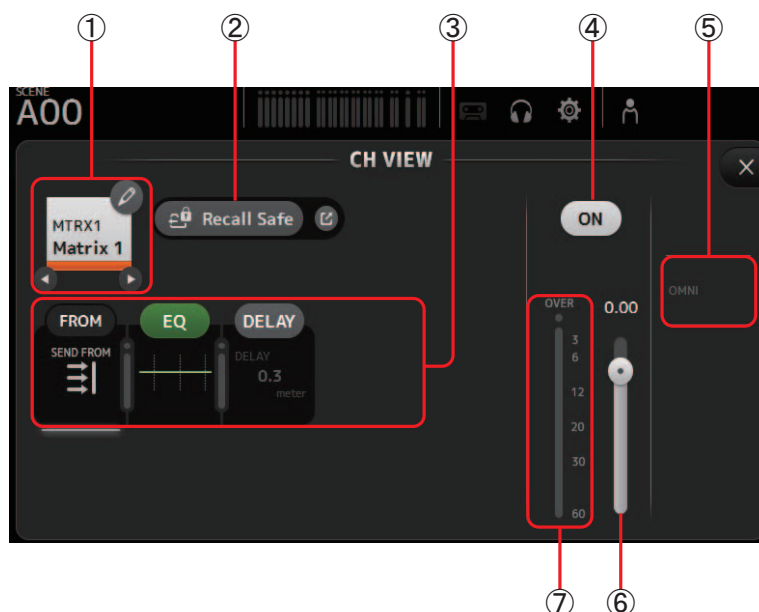 ① ② ③ ④ ⑤
SCENE
A00
CH VIEW
MTRX1
Matrix 1
Recall Safe
ON
OMNI
FROM
EQ
DELAY
SEND FROM
DELAY
0.3
meter
OVER
0.00
3
6
12
20
30
60
⑦ ⑥